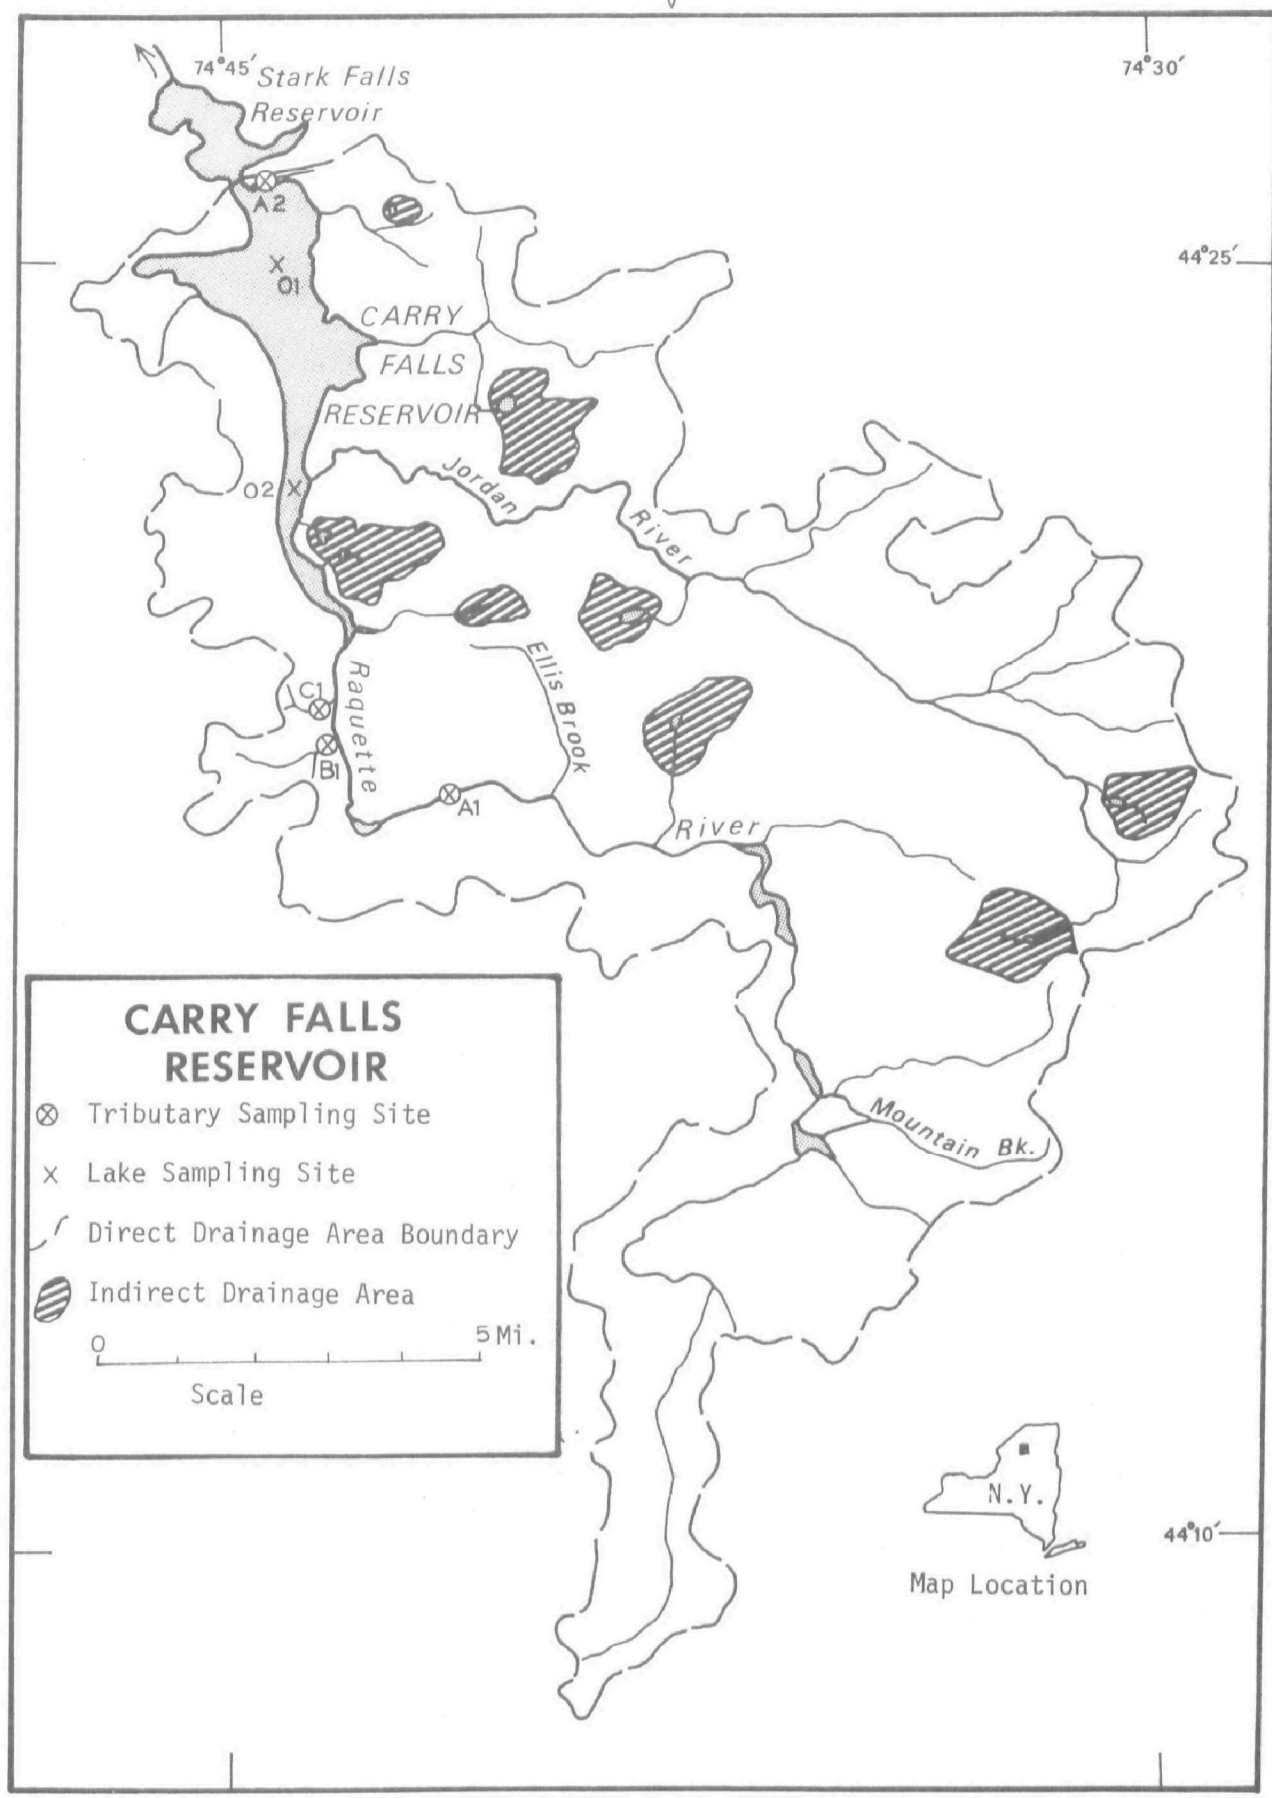 74°45′
74°30′
Stark Falls
Reservoir
A2
44°25′
01
CARRY
FALLS
RESERVOIR
Jordan
02
River
Ellis Brook
Raquette
C1
B1
A1
River
CARRY FALLS
RESERVOIR
Tributary Sampling Site
Mountain Bk.
Lake Sampling Site
Direct Drainage Area Boundary
Indirect Drainage Area
0
5 Mi.
Scale
N.Y.
44°10′
Map Location